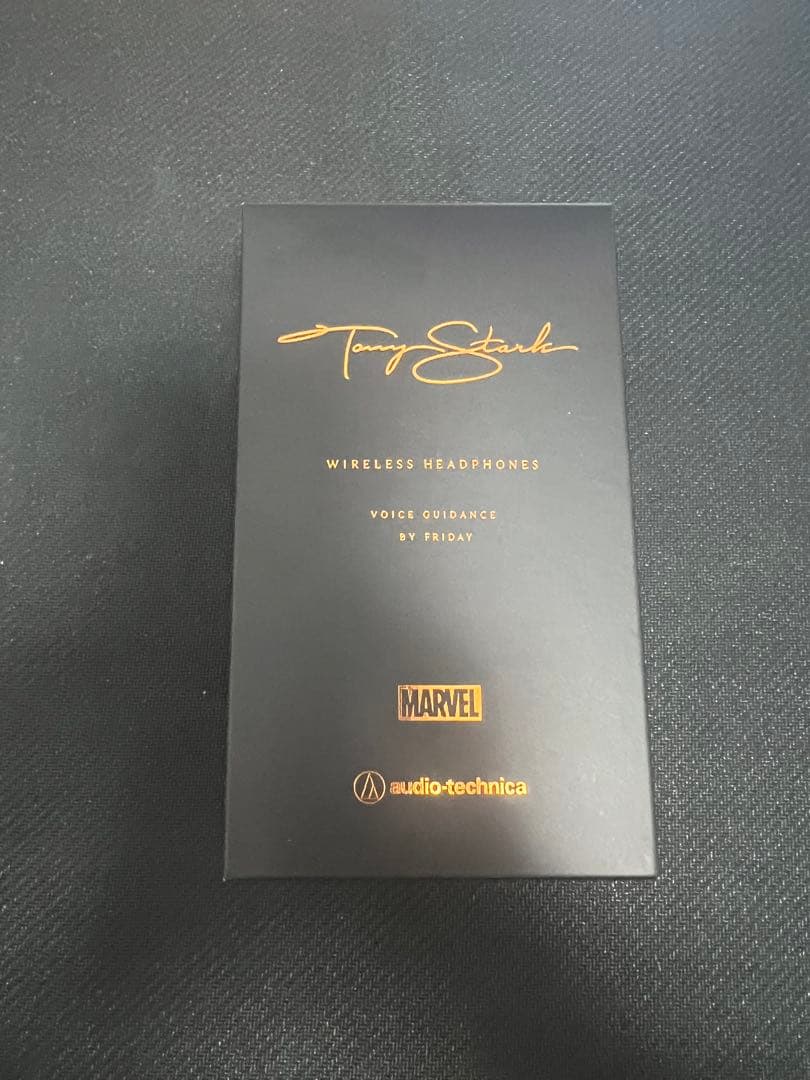 Tony Stark
WIRELESS HEADPHONES
VOICE GUIDANCE
BY FRIDAY
MARVEL
audio-technica